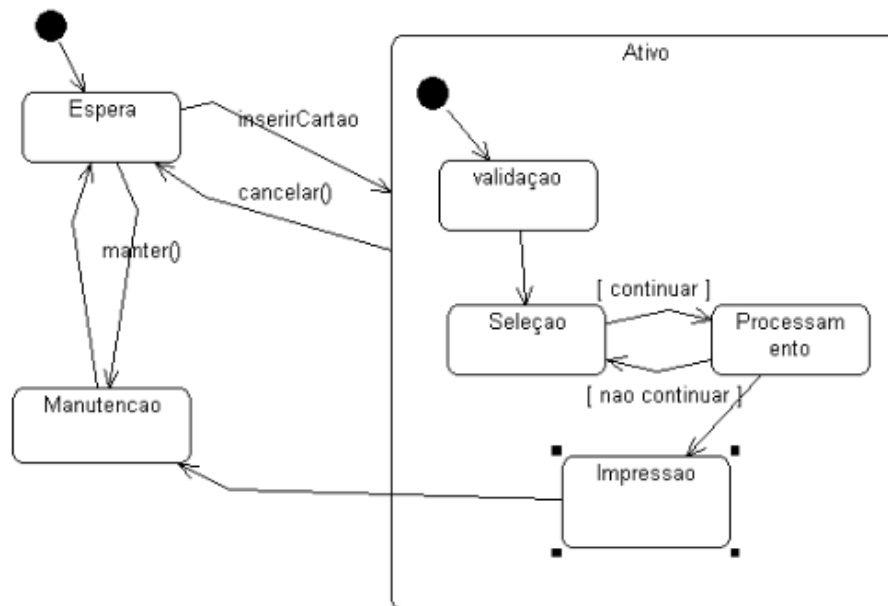 Ativo
Espera
inserirCartao
validaçao
cancelar()
manter()
[ continuar ]
Seleçao
Processam
ento
[ nao continuar ]
Manutencao
Impressao